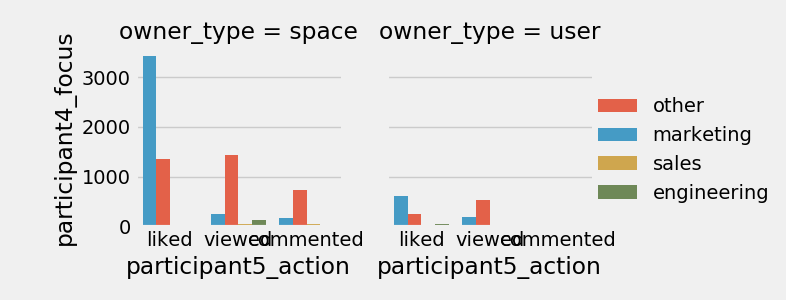 owner_type = space
owner_type = user
participant4_focus
3000
2000
1000
0
liked
viewed
commented
liked
viewed
commented
participant5_action
participant5_action
other
marketing
sales
engineering